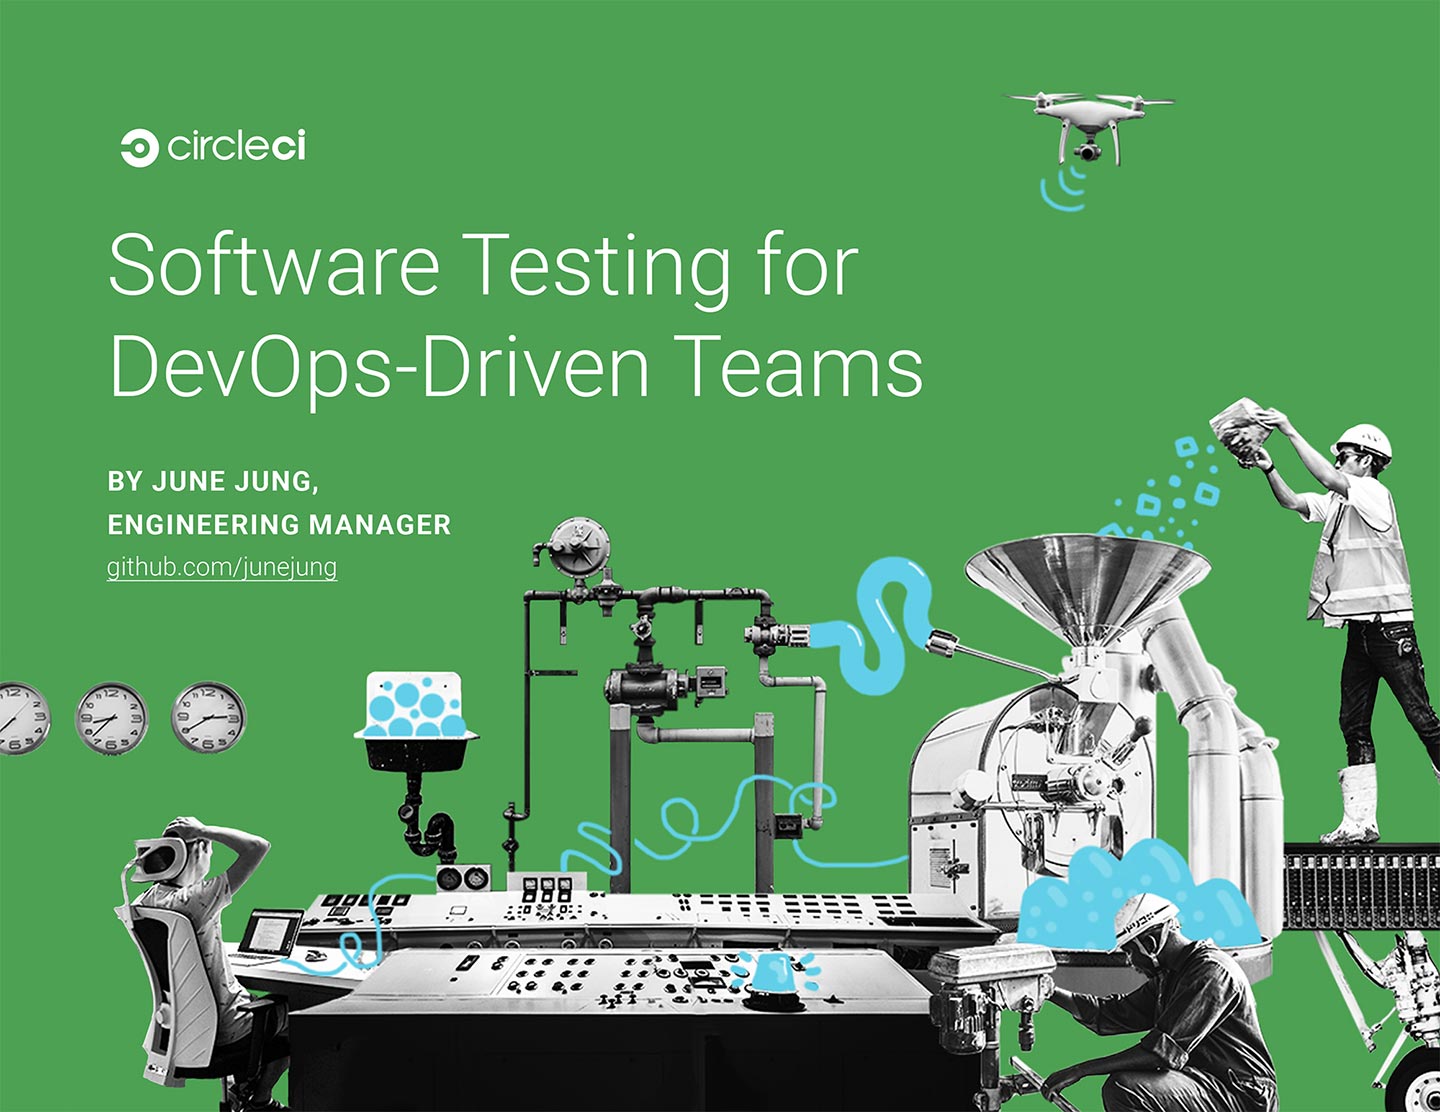 circleci
Software Testing for
DevOps-Driven Teams
BY JUNE JUNG,
ENGINEERING MANAGER
github.com/junejung